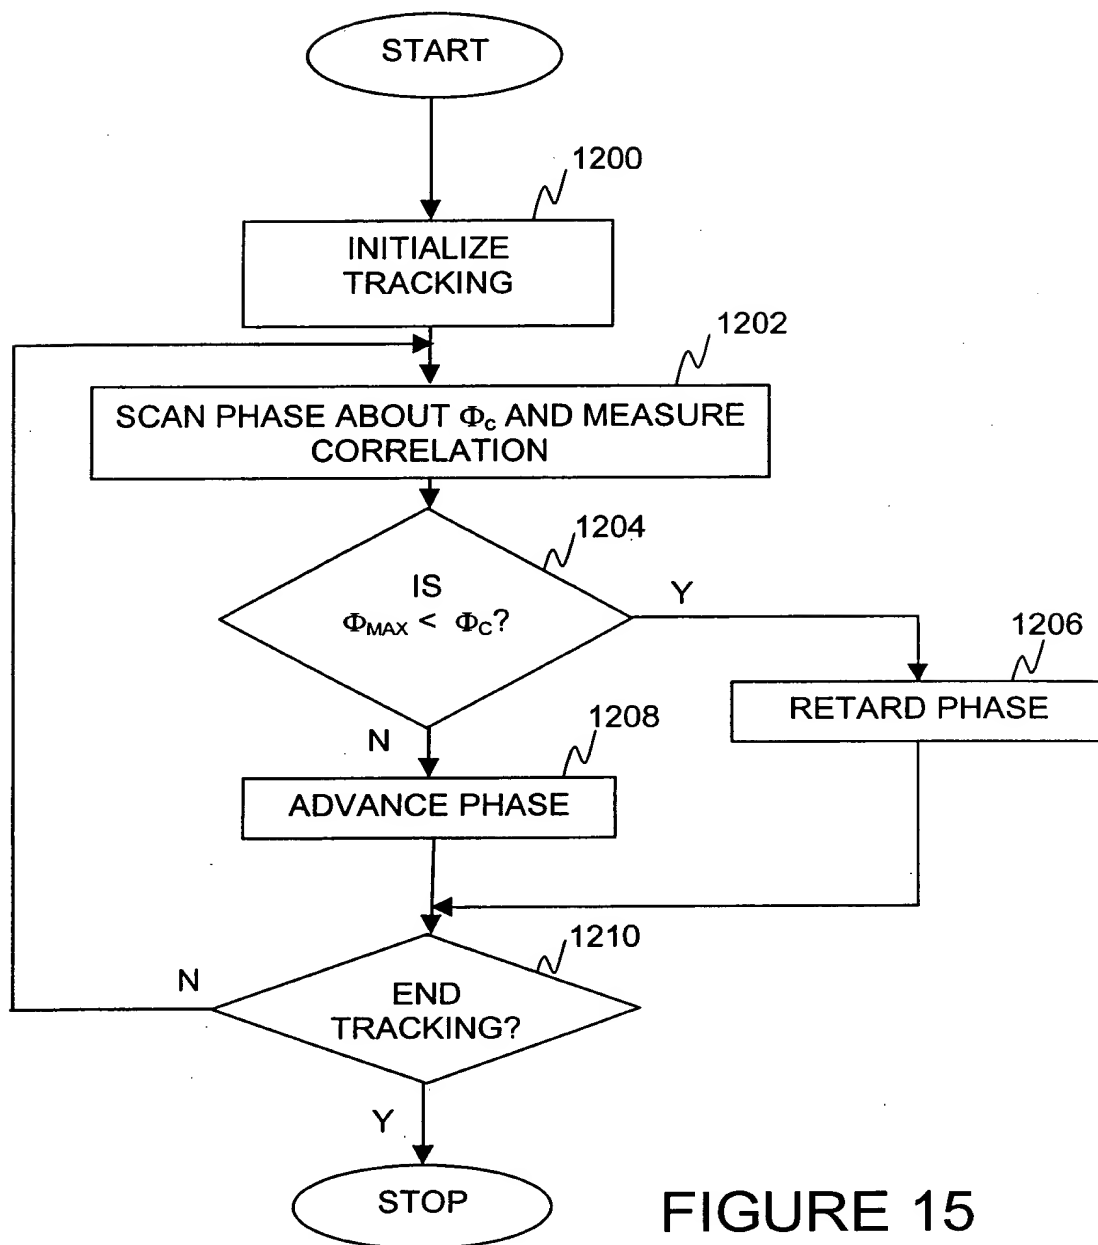 START
1200
INITIALIZE
TRACKING
1202
SCAN PHASE ABOUT Φc AND MEASURE
CORRELATION
1204
IS
ΦMAX < ΦC?
Y
1206
RETARD PHASE
N
1208
ADVANCE PHASE
1210
N
END
TRACKING?
Y
STOP
FIGURE 15